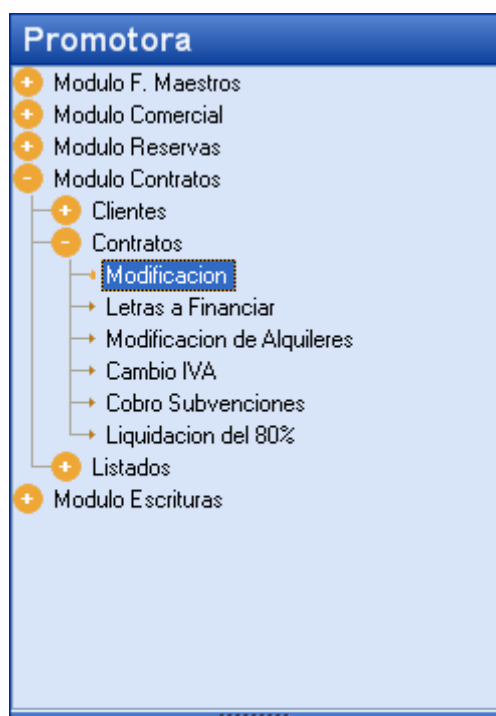 Promotora
Modulo F. Maestros
Modulo Comercial
Modulo Reservas
Modulo Contratos
Clientes
Contratos
Modificacion
Letras a Financiar
Modificacion de Alquileres
Cambio IVA
Cobro Subvenciones
Liquidacion del 80%
Listados
Modulo Escrituras